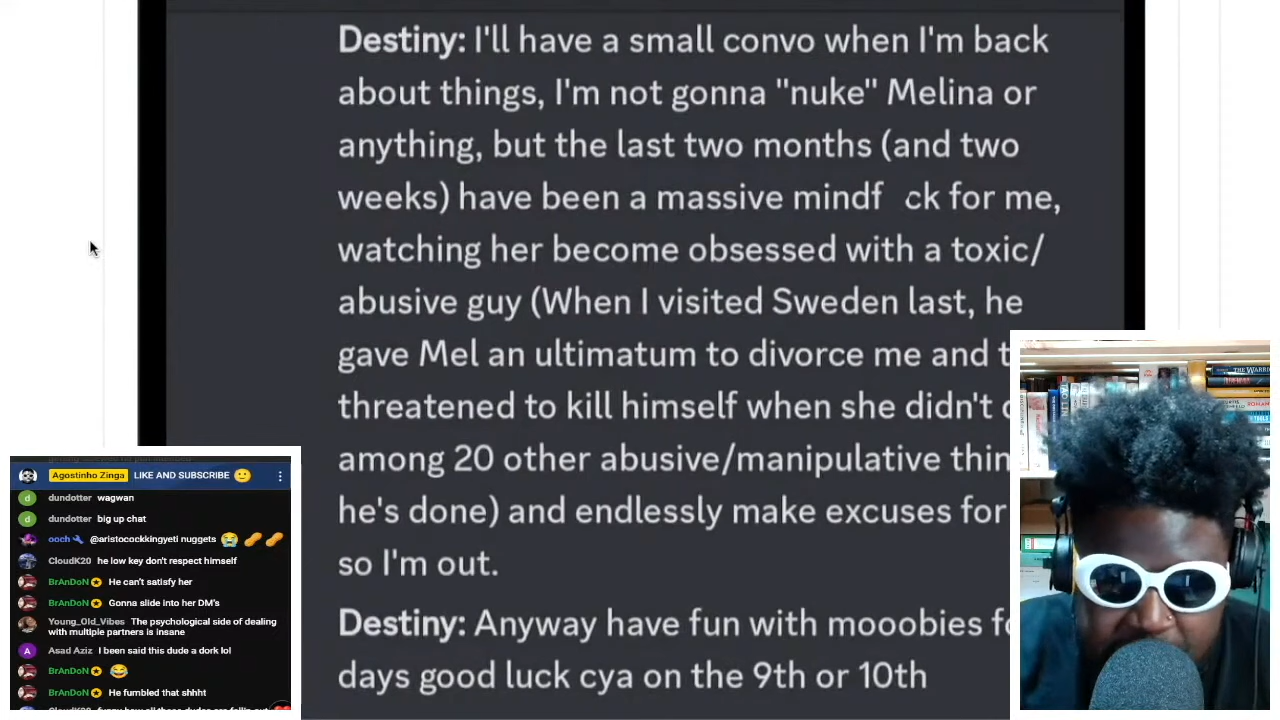 Destiny: I'll have a small convo when I'm back
about things, I'm not gonna "nuke" Melina or
anything, but the last two months (and two
weeks) have been a massive mindf ck for me,
watching her become obsessed with a toxic/
abusive guy (When I visited Sweden last, he
gave Mel an ultimatum to divorce me and t
threatened to kill himself when she didn't
among 20 other abusive/manipulative thin
he's done) and endlessly make excuses for
so I'm out.
Destiny: Anyway have fun with mooobies fo
days good luck cya on the 9th or 10th
Agostinho Zinga LIKE AND SUBSCRIBE 🙂
dundotter wagwan
dundotter big up chat
ooch @aristocockkingyeti nuggets 😭 🥜 🥜
CloudK20 he low key don't respect himself
BrAnDoN He can't satisfy her
BrAnDoN Gonna slide into her DM's
Young_Old_Vibes The psychological side of dealing
with multiple partners is insane
Asad Aziz I been said this dude a dork lol
BrAnDoN 😂
BrAnDoN He fumbled that shhht
THE WARRIO